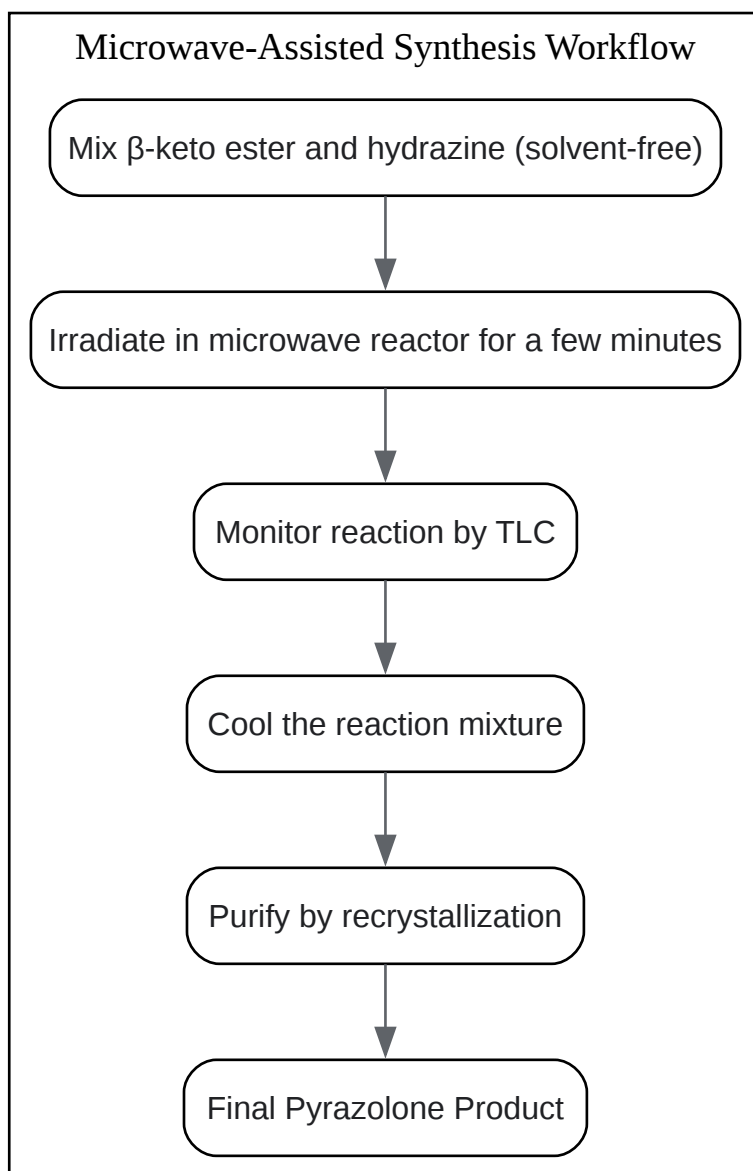 Microwave-Assisted Synthesis Workflow
Mix β-keto ester and hydrazine (solvent-free)
Irradiate in microwave reactor for a few minutes
Monitor reaction by TLC
Cool the reaction mixture
Purify by recrystallization
Final Pyrazolone Product